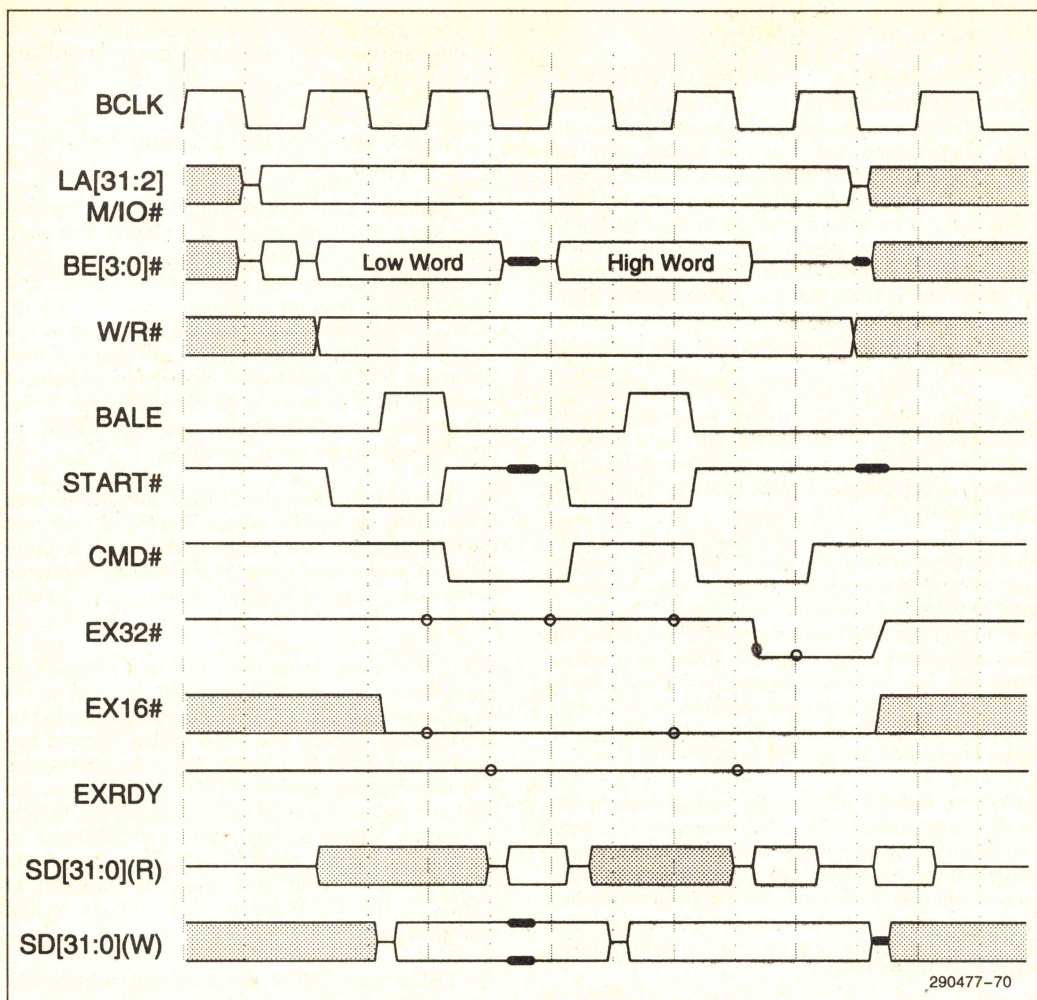 BCLK
LA[31:2]
M/IO#
BE[3:0]#
Low Word
High Word
W/R#
BALE
START#
CMD#
EX32#
EX16#
EXRDY
SD[31:0](R)
SD[31:0](W)
290477-70